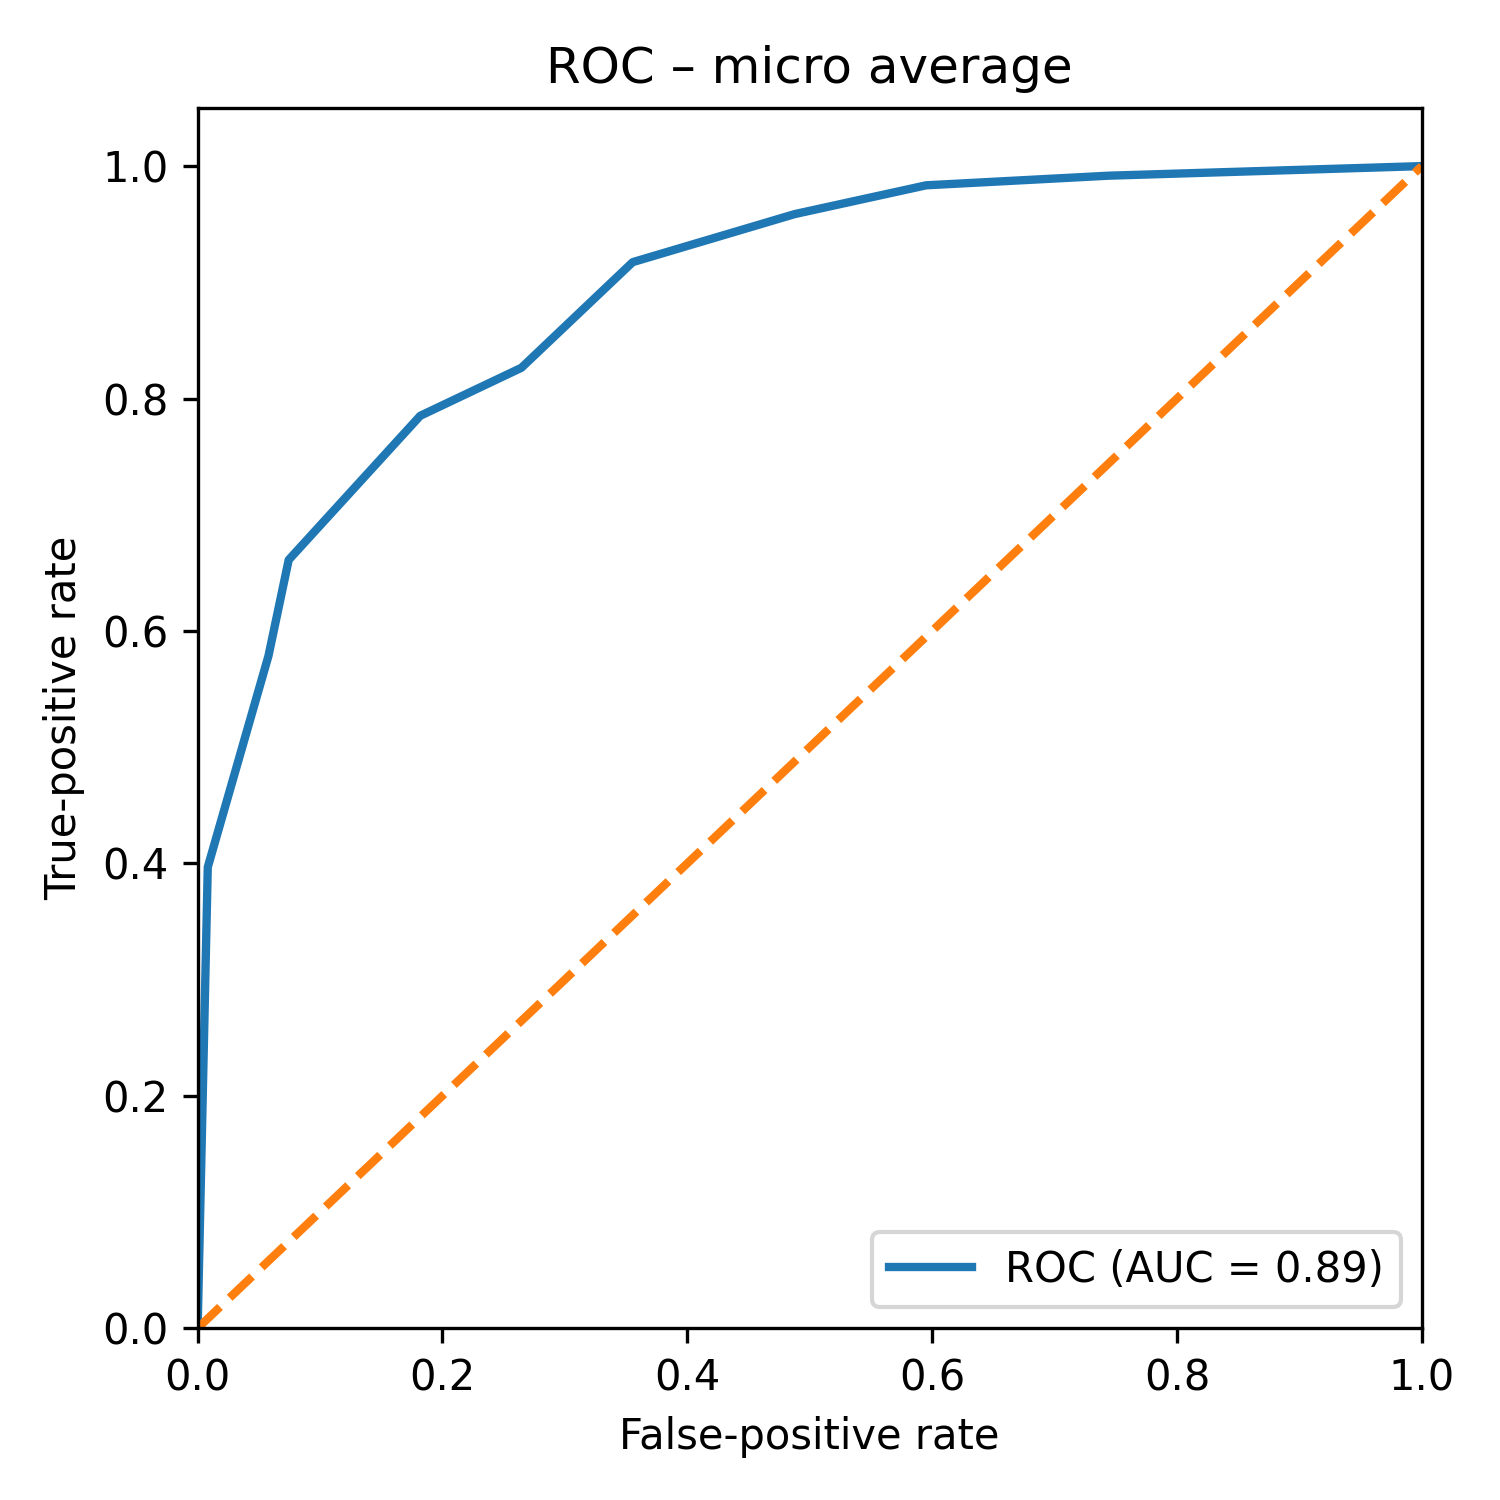 ROC – micro average
1.0
0.8
0.6
0.4
0.2
0.0
True-positive rate
ROC (AUC = 0.89)
0.0 0.2 0.4 0.6 0.8 1.0
False-positive rate